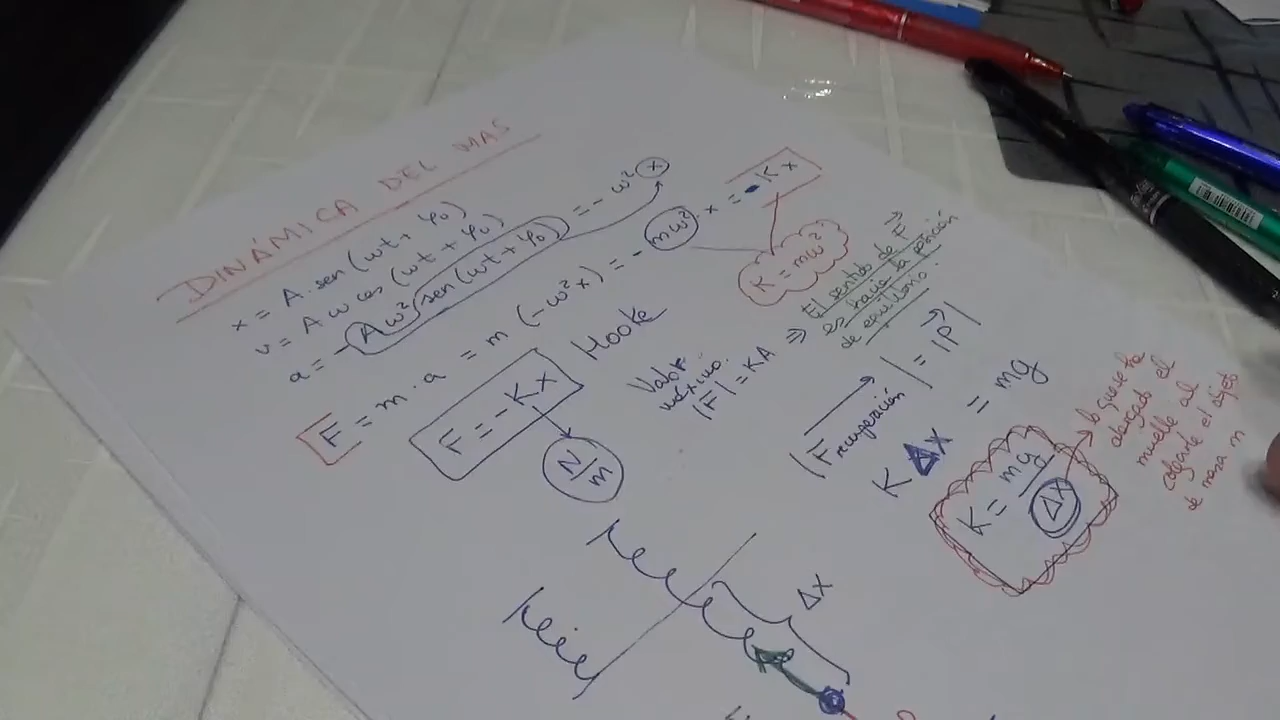 DINÁMICA DEL MAS
x = A. sen (ωt + φ₀)
v = A ω cos (ωt + φ₀)
a = - A ω² sen (ωt + φ₀) = - ω² x
F = m · a = m (-ω² x) = - mω² · x = - K x
K = mω²
F = - K x
Hooke
N/m
Valor
máximo:
|F| = KA ⇒
El sentido de F⃗
es hacia la posición
de equilibrio.
|F⃗ recuperación| = |P⃗|
K Δx = mg
K = mg/Δx
lo que se ha
alargado el
muelle al
colgarle el objeto
de masa m
Δx